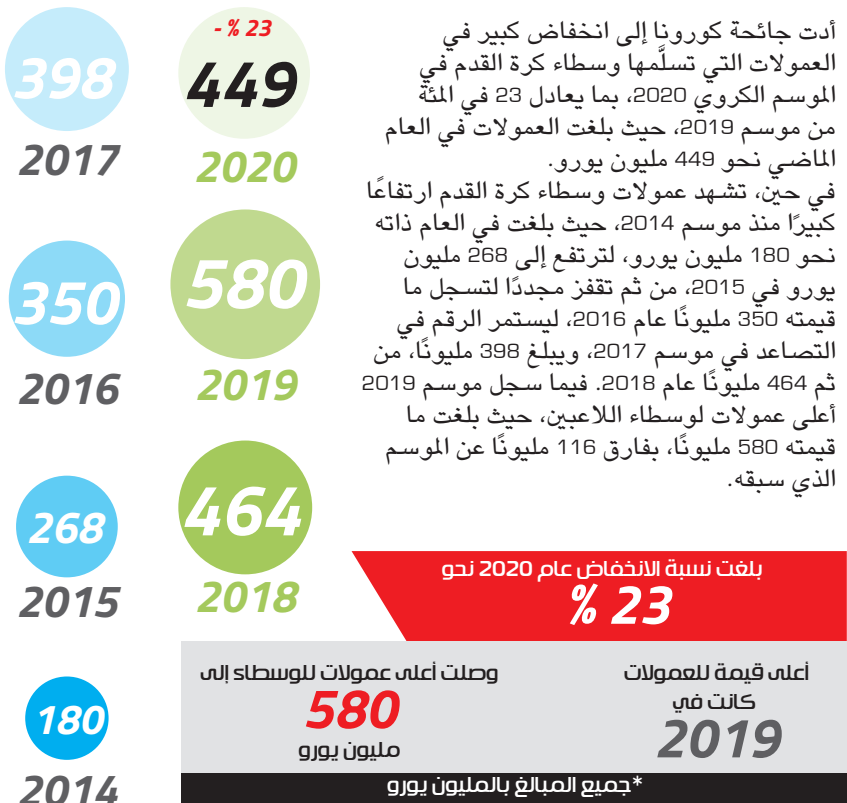 أدت جائحة كورونا إلى انخفاض كبير في
العمولات التي تسلَّمها وسطاء كرة القدم في
الموسم الكروي 2020، بما يعادل 23 في المئة
من موسم 2019، حيث بلغت العمولات في العام
الماضي نحو 449 مليون يورو.
في حين، تشهد عمولات وسطاء كرة القدم ارتفاعًا
كبيرًا منذ موسم 2014، حيث بلغت في العام ذاته
نحو 180 مليون يورو، لترتفع إلى 268 مليون
يورو في 2015، من ثم تقفز مجددًا لتسجل ما
قيمته 350 مليونًا عام 2016، ليستمر الرقم في
التصاعد في موسم 2017، ويبلغ 398 مليونًا، من
ثم 464 مليونًا عام 2018. فيما سجل موسم 2019
أعلى عمولات لوسطاء اللاعبين، حيث بلغت ما
قيمته 580 مليونًا، بفارق 116 مليونًا عن الموسم
الذي سبقه.
- % 23
449
2020
580
2019
464
2018
398
2017
350
2016
268
2015
180
2014
بلغت نسبة الانخفاض عام 2020 نحو
% 23
أعلى قيمة للعمولات
كانت في
2019
وصلت أعلى عمولات للوسطاء إلى
580
مليون يورو
*جميع المبالغ بالمليون يورو